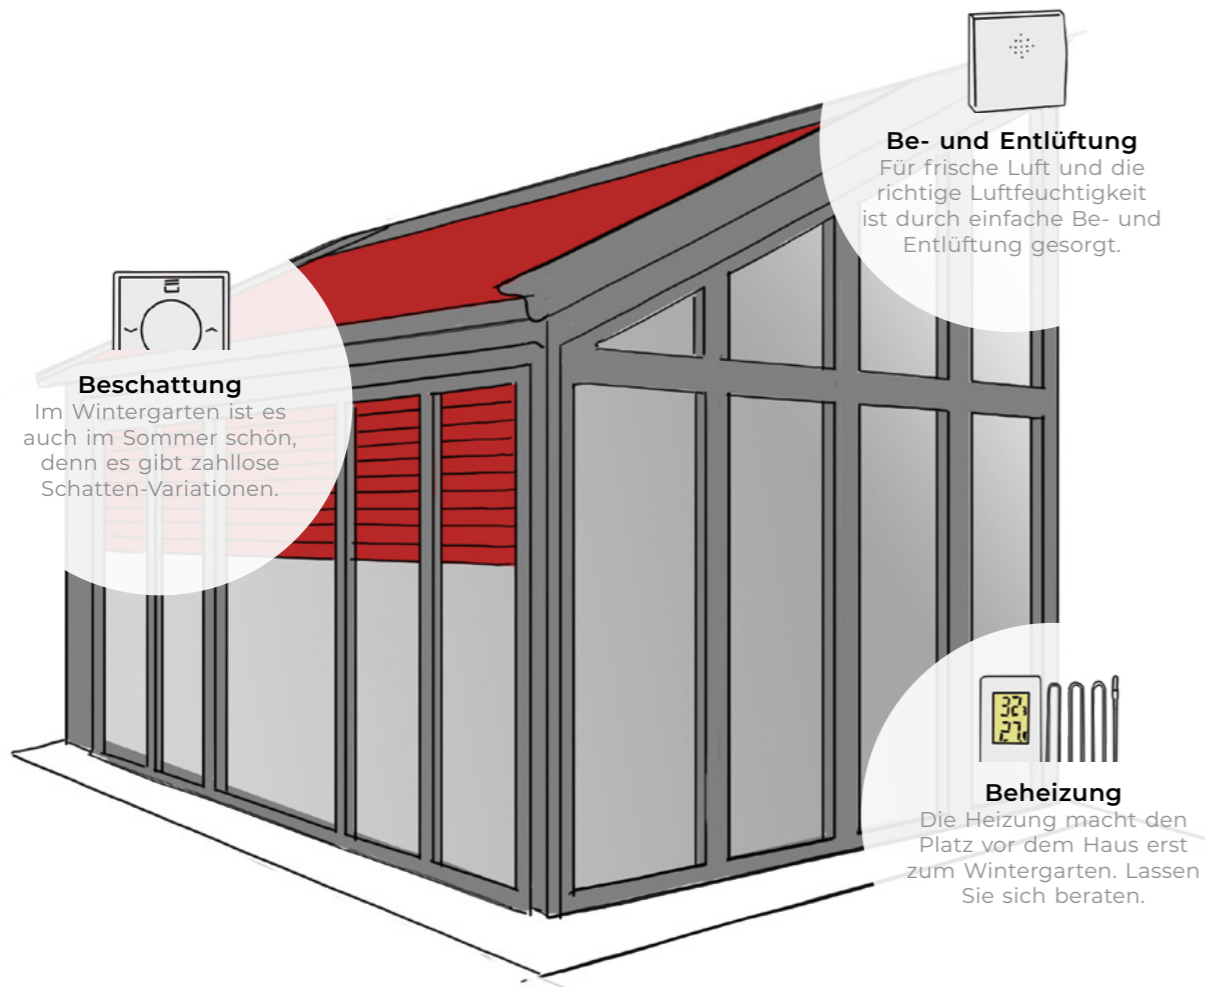 Be- und Entlüftung
Für frische Luft und die
richtige Luftfeuchtigkeit
ist durch einfache Be- und
Entlüftung gesorgt.
Beschattung
Im Wintergarten ist es
auch im Sommer schön,
denn es gibt zahllose
Schatten-Variationen.
32
27
Beheizung
Die Heizung macht den
Platz vor dem Haus erst
zum Wintergarten. Lassen
Sie sich beraten.